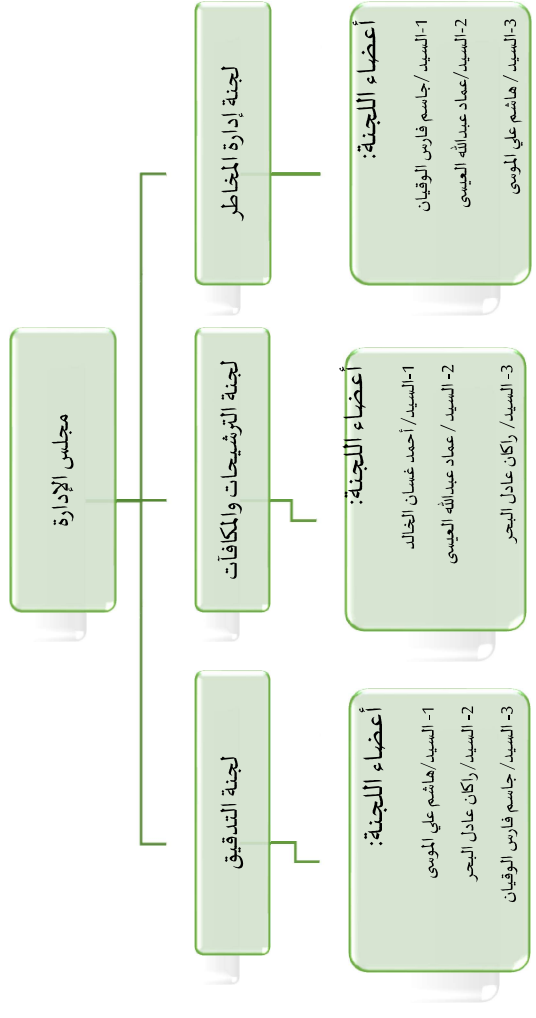 مجلس الإدارة
لجنة إدارة المخاطر
أعضاء اللجنة:
1-السيد /جاسم فارس الوقيان
2-السيد/عماد عبدالله العيسى
3-السيد / هاشم علي الموسى
لجنة الترشيحات والمكافآت
أعضاء اللجنة:
1-السيد/ أحمد غسان الخالد
2- السيد / عماد عبدالله العيسى
3- السيد/ راكان عادل البحر
لجنة التدقيق
أعضاء اللجنة:
1- السيد/هاشم علي الموسى
2- السيد/راكان عادل البحر
3- السيد/ جاسم فارس الوقيان